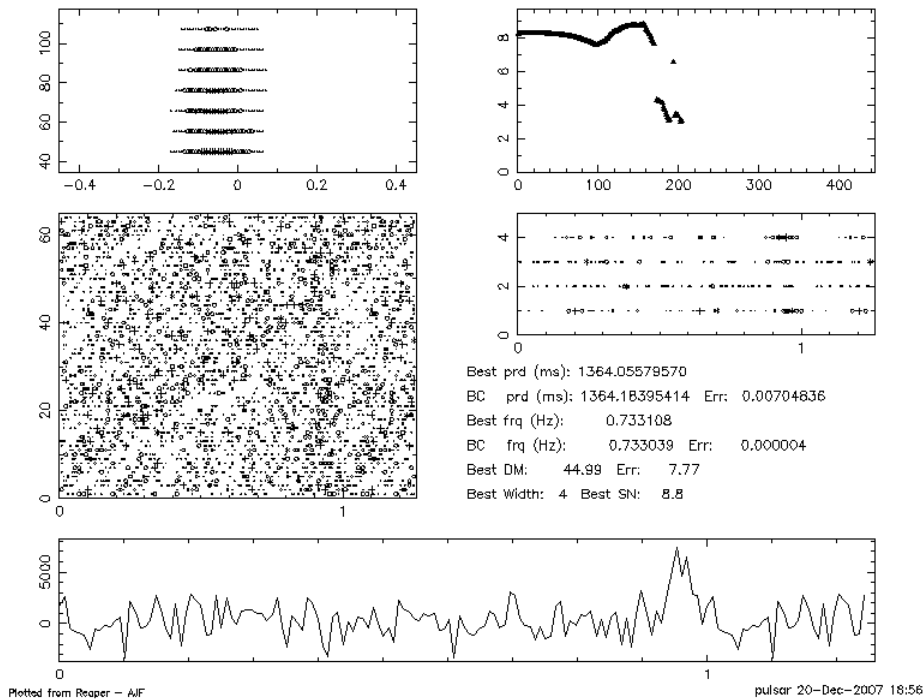 100
80
60
40
-0.4 -0.2 0 0.2 0.4
8
6
4
2
0
0 100 200 300 400
60
40
20
0
0 1
4
2
0
0 1
Best prd (ms): 1364.05579570
BC prd (ms): 1364.18395414 Err: 0.00704836
Best frq (Hz): 0.733108
BC frq (Hz): 0.733039 Err: 0.000004
Best DM: 44.99 Err: 7.77
Best Width: 4 Best SN: 8.8
5000
0
0 1
Plotted from Reaper – AJF
pulsar 20-Dec-2007 18:56